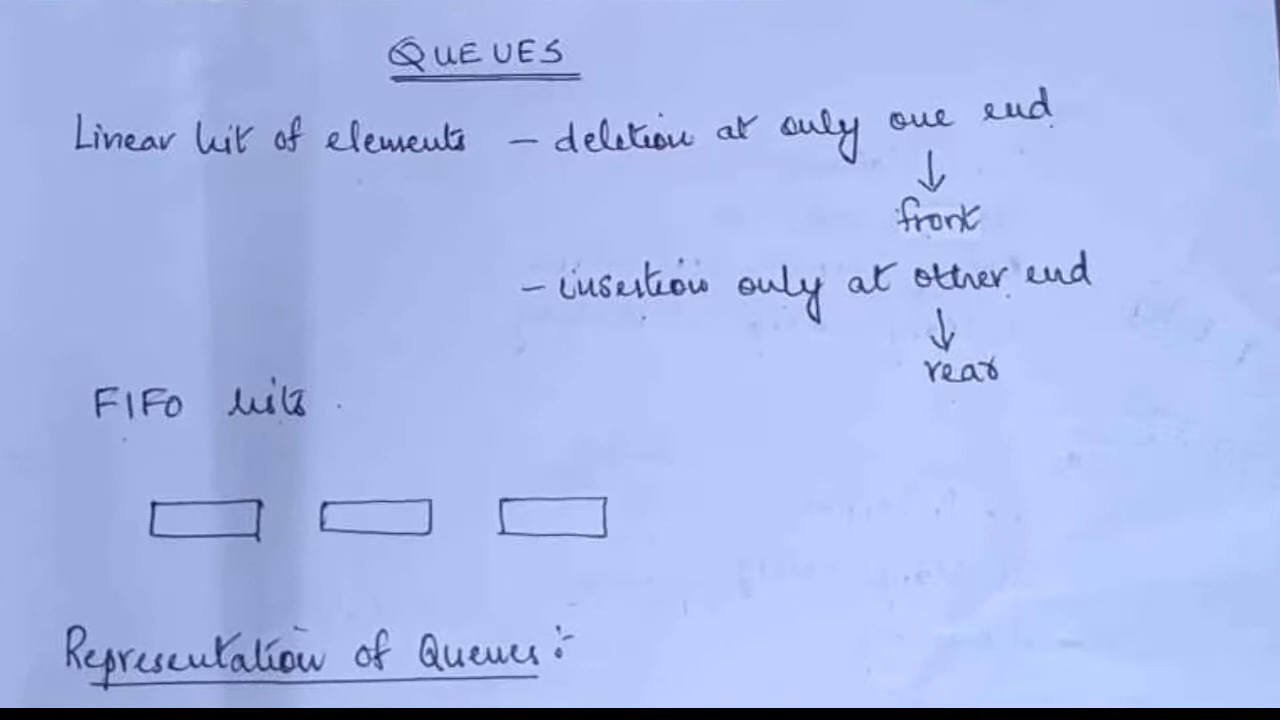 QUEUES
Linear list of elements - deletion at only one end.
↓
front
- insertion only at other end
↓
rear
FIFO lists.
Representation of Queues:-